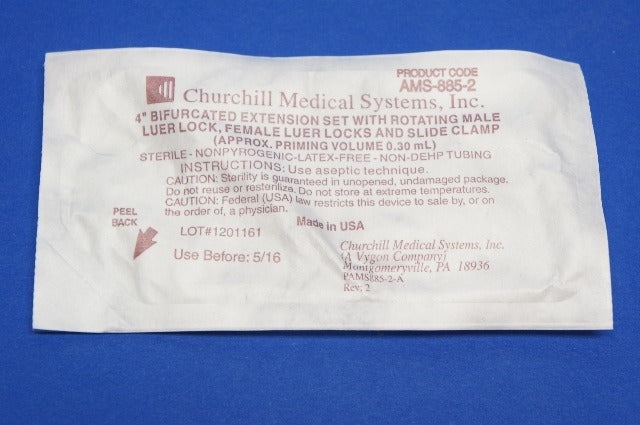 PRODUCT CODE
AMS-885-2
Churchill Medical Systems, Inc.
4" BIFURCATED EXTENSION SET WITH ROTATING MALE
LUER LOCK, FEMALE LUER LOCKS AND SLIDE CLAMP
(APPROX. PRIMING VOLUME 0.30 mL)
STERILE - NONPYROGENIC-LATEX-FREE - NON-DEHP TUBING
INSTRUCTIONS: Use aseptic technique.
CAUTION: Sterility is guaranteed in unopened, undamaged package.
Do not reuse or resterilize. Do not store at extreme temperatures.
CAUTION: Federal (USA) law restricts this device to sale by, or on
the order of, a physician.
PEEL
BACK
LOT#1201161
Made in USA
Use Before: 5/16
Churchill Medical Systems, Inc.
(A Vygon Company)
Montgomeryville, PA 18936
PAMS885-2-A
Rev. 2